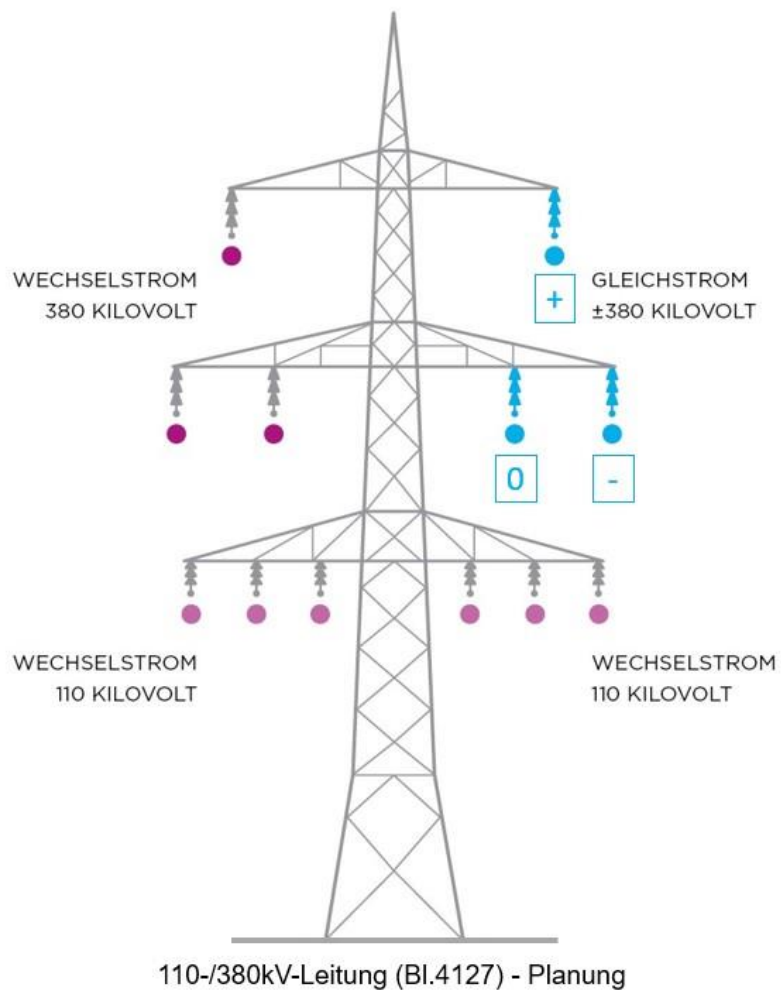 WECHSELSTROM
380 KILOVOLT
+
GLEICHSTROM
±380 KILOVOLT
0
-
WECHSELSTROM
110 KILOVOLT
WECHSELSTROM
110 KILOVOLT
110-/380kV-Leitung (Bl.4127) - Planung